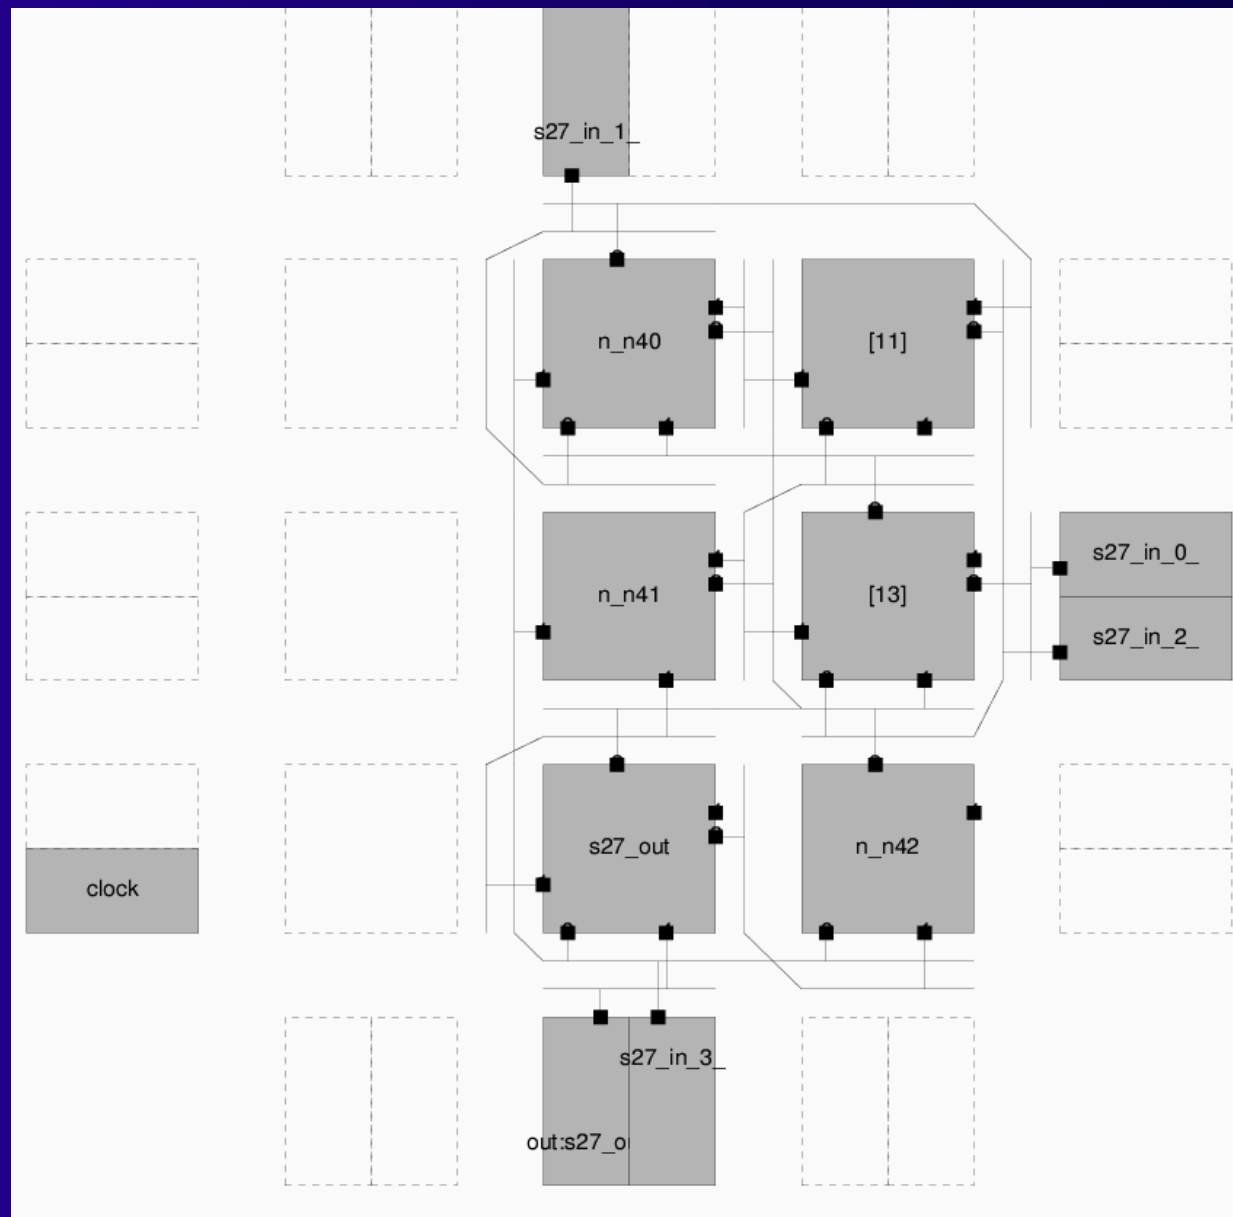 s27_in_1_
n_n40
[11]
s27_in_0_
n_n41
[13]
s27_in_2_
s27_out
n_n42
clock
s27_in_3_
out:s27_o